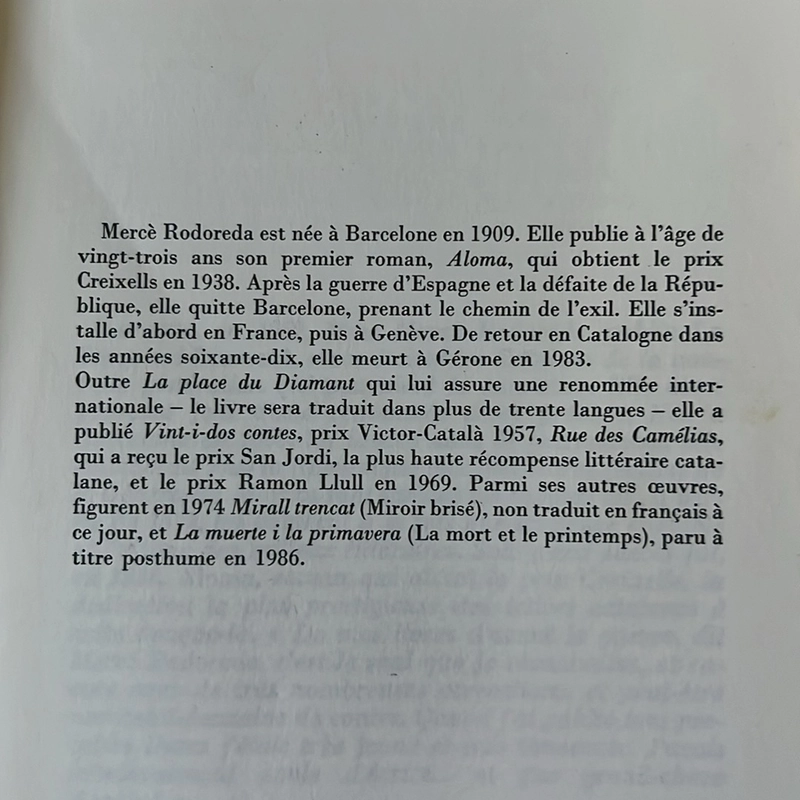 Mercè Rodoreda est née à Barcelone en 1909. Elle publie à l'âge de
vingt-trois ans son premier roman, Aloma, qui obtient le prix
Creixells en 1938. Après la guerre d'Espagne et la défaite de la Répu-
blique, elle quitte Barcelone, prenant le chemin de l'exil. Elle s'ins-
talle d'abord en France, puis à Genève. De retour en Catalogne dans
les années soixante-dix, elle meurt à Gérone en 1983.
Outre La place du Diamant qui lui assure une renommée inter-
nationale – le livre sera traduit dans plus de trente langues – elle a
publié Vint-i-dos contes, prix Victor-Català 1957, Rue des Camélias,
qui a reçu le prix San Jordi, la plus haute récompense littéraire cata-
lane, et le prix Ramon Llull en 1969. Parmi ses autres œuvres,
figurent en 1974 Mirall trencat (Miroir brisé), non traduit en français à
ce jour, et La muerte i la primavera (La mort et le printemps), paru à
titre posthume en 1986.